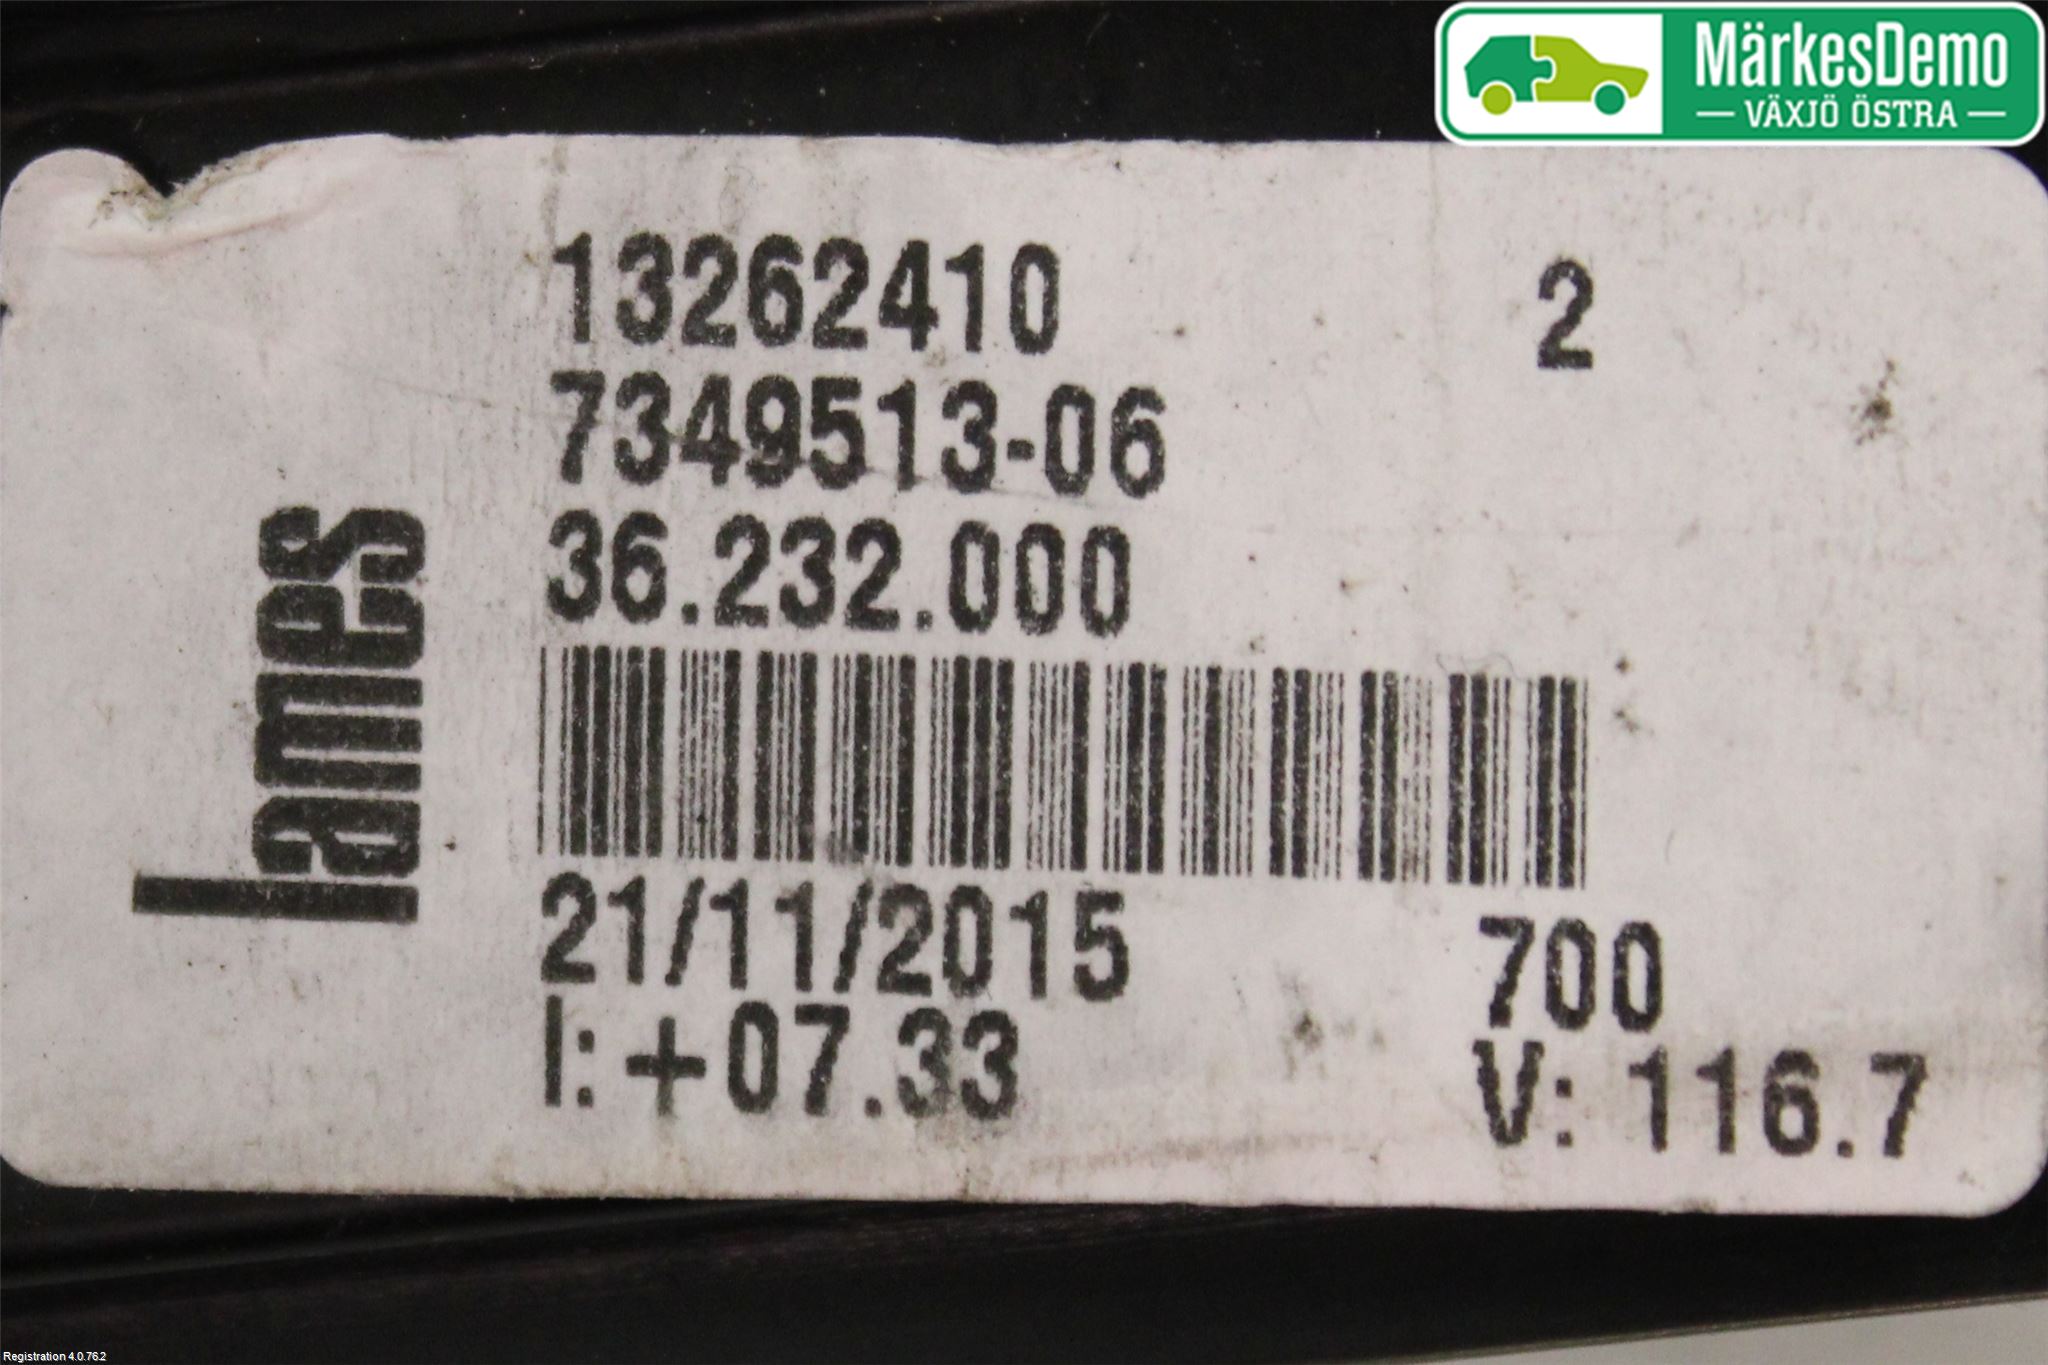 MärkesDemo
VÄXJÖ ÖSTRA
13262410 2
7349513-06
36.232.000
lames
21/11/2015 700
I: +07.33 V: 116.7
Registration 4.0.76.2